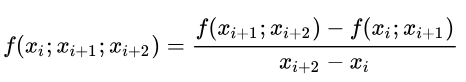 f(x_i; x_{i+1}; x_{i+2}) = \frac{f(x_{i+1}; x_{i+2}) - f(x_i; x_{i+1})}{x_{i+2} - x_i}